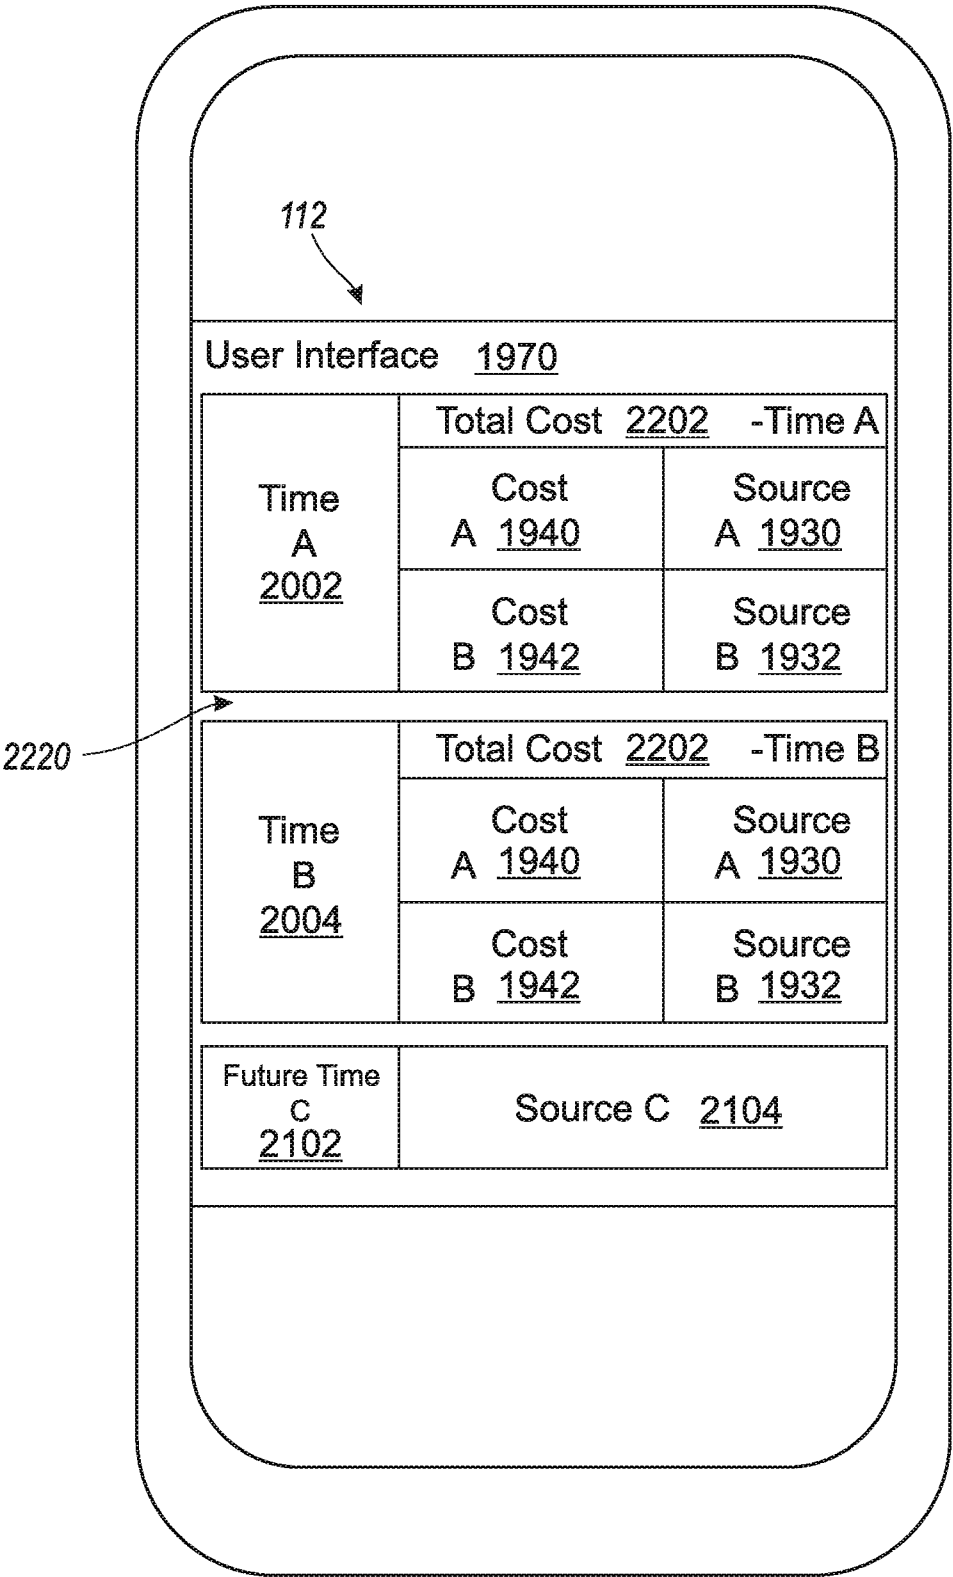 112
User Interface 1970
Total Cost 2202 -Time A
Time
A
2002
Cost
A 1940
Source
A 1930
Cost
B 1942
Source
B 1932
2220
Total Cost 2202 -Time B
Time
B
2004
Cost
A 1940
Source
A 1930
Cost
B 1942
Source
B 1932
Future Time
C
2102
Source C 2104